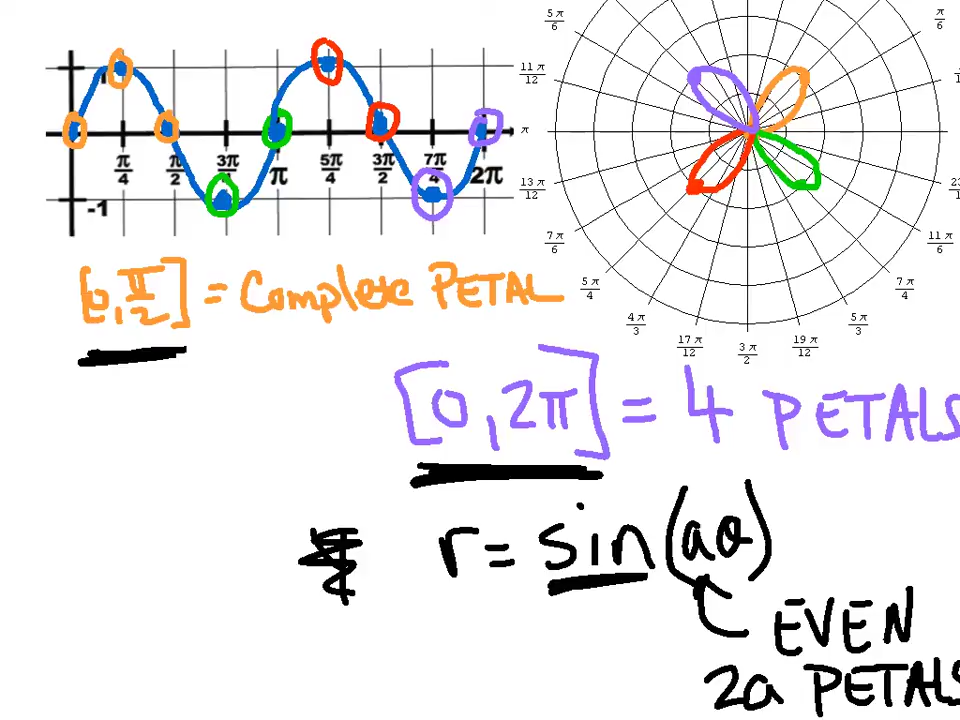 5π/6
π/6
1
11π/12
π
π/4 π/2 3π π 5π/4 3π/2 7π/4 2π
-1
13π/12
7π/6
11π/6
5π/4
7π/4
4π/3
5π/3
17π/12
3π/2
19π/12
[0, π/2] = Complete PETAL
[0, 2π] = 4 PETALS
r = sin(aθ)
EVEN
2a PETALS